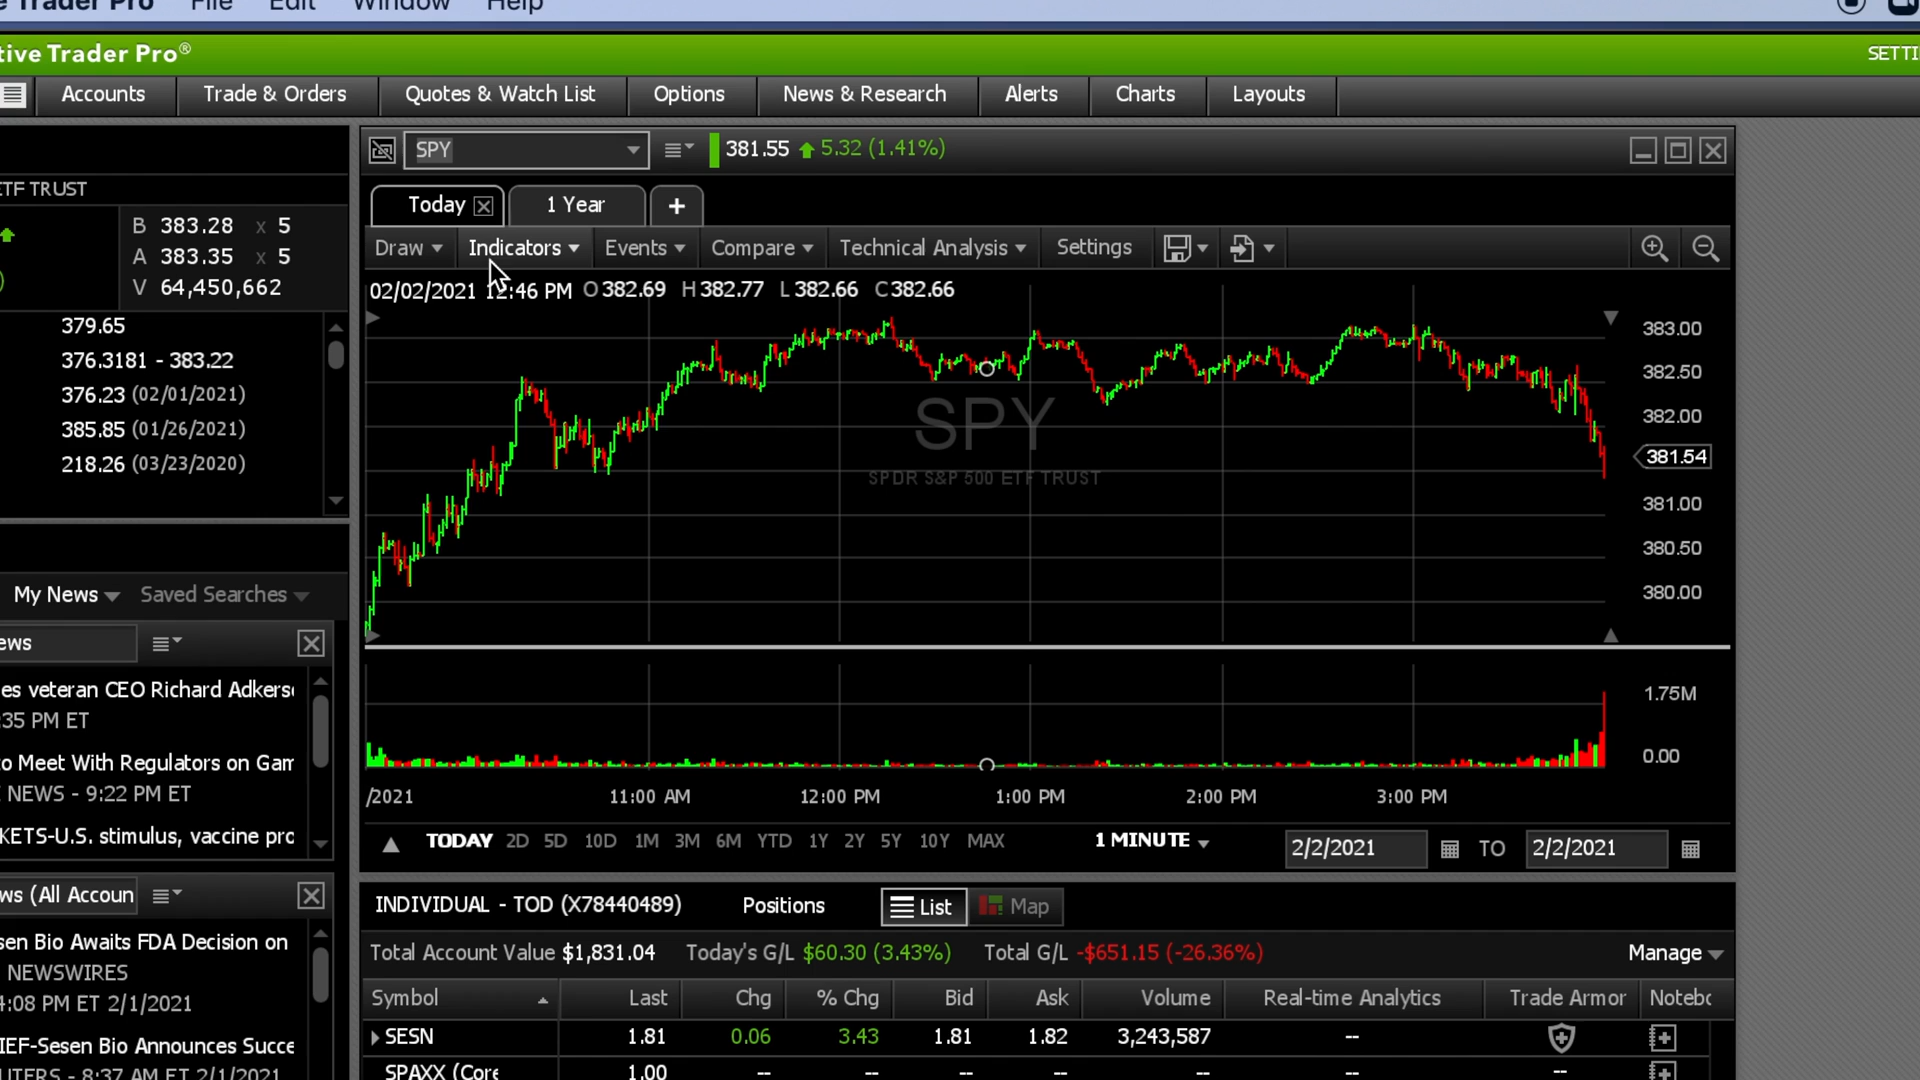 e Trader Pro File Edit Window Help
tive Trader Pro®
SETTI
Accounts Trade & Orders Quotes & Watch List Options News & Research Alerts Charts Layouts
SPY 381.55 5.32 (1.41%)
ETF TRUST
B 383.28 x 5
A 383.35 x 5
V 64,450,662
379.65
376.3181 - 383.22
376.23 (02/01/2021)
385.85 (01/26/2021)
218.26 (03/23/2020)
Today 1 Year +
Draw Indicators Events Compare Technical Analysis Settings
02/02/2021 12:46 PM O 382.69 H 382.77 L 382.66 C 382.66
383.00
382.50
382.00
381.54
381.00
380.50
380.00
SPY
SPDR S&P 500 ETF TRUST
1.75M
0.00
/2021 11:00 AM 12:00 PM 1:00 PM 2:00 PM 3:00 PM
TODAY 2D 5D 10D 1M 3M 6M YTD 1Y 2Y 5Y 10Y MAX 1 MINUTE 2/2/2021 TO 2/2/2021
My News Saved Searches
ews
es veteran CEO Richard Adkers
:35 PM ET
to Meet With Regulators on Gam
E NEWS - 9:22 PM ET
KETS-U.S. stimulus, vaccine pro
ws (All Accoun
sen Bio Awaits FDA Decision on
NEWSWIRES
4:08 PM ET 2/1/2021
IEF-Sesen Bio Announces Succe
UTERS - 8:37 AM ET 2/1/2021
INDIVIDUAL - TOD (X78440489) Positions List Map
Total Account Value $1,831.04 Today's G/L $60.30 (3.43%) Total G/L -$651.15 (-26.36%) Manage
Symbol Last Chg % Chg Bid Ask Volume Real-time Analytics Trade Armor Notebo
SESN 1.81 0.06 3.43 1.81 1.82 3,243,587 --
SPAXX (Core 1.00 -- -- -- -- -- -- --